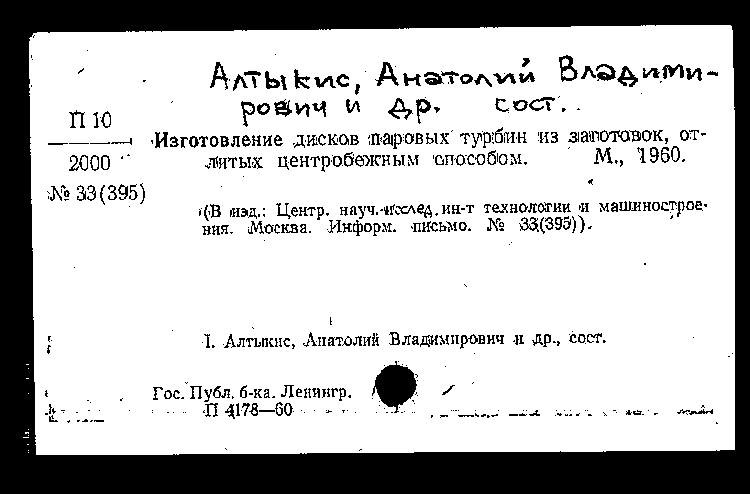 Алтыкис, Анатолий Владими-
рович и др. сост.
П 10
2000
№ 33(395)
Изготовление дисков паровых турбин из заготовок, от-
литых центробежным способом. М., 1960.
(В изд.: Центр. науч.-исслед. ин-т технологии и машинострое-
ния. Москва. Информ. письмо. № 33(395)).
I. Алтыкис, Анатолий Владимирович и др., сост.
Гос. Публ. б-ка. Ленингр.
П 4178—60